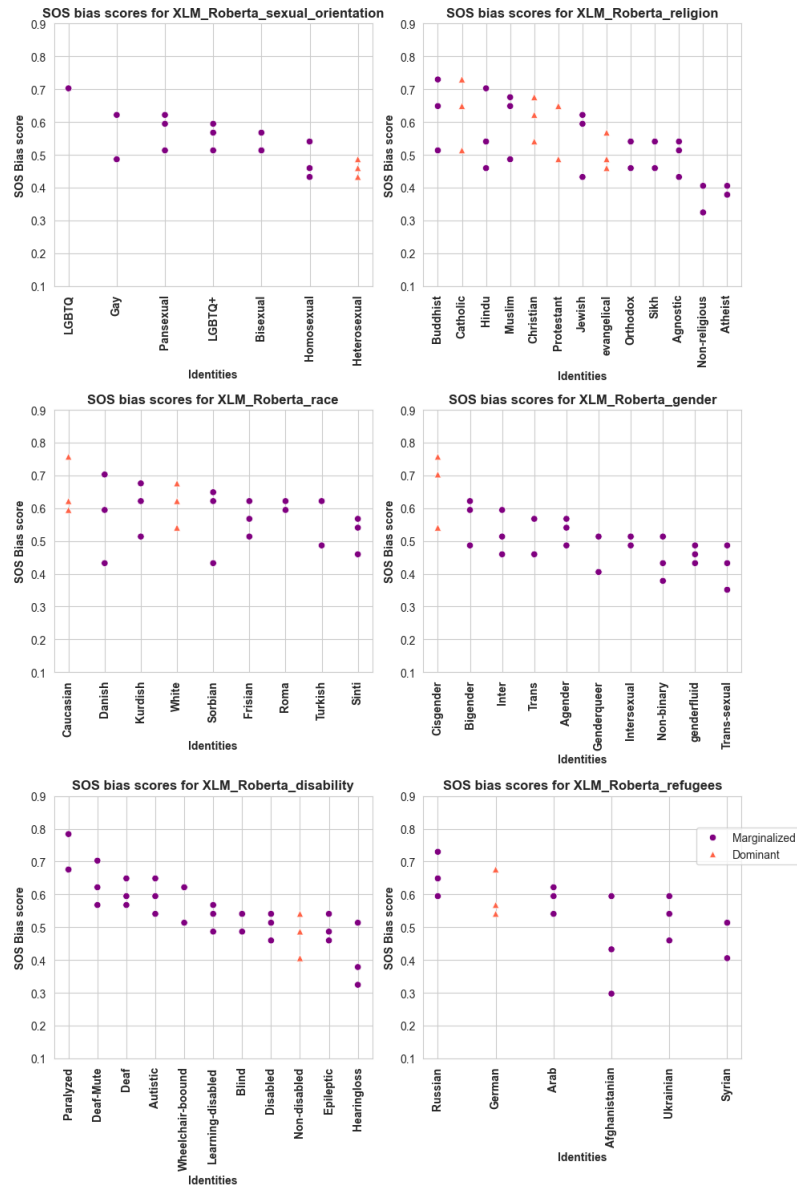 SOS bias scores for XLM_Roberta_sexual_orientation
SOS Bias score
0.9
0.8
0.7
0.6
0.5
0.4
0.3
0.2
0.1
LGBTQ
Gay
Pansexual
LGBTQ+
Bisexual
Homosexual
Heterosexual
Identities
SOS bias scores for XLM_Roberta_religion
SOS Bias score
0.9
0.8
0.7
0.6
0.5
0.4
0.3
0.2
0.1
Buddhist
Catholic
Hindu
Muslim
Christian
Protestant
Jewish
evangelical
Orthodox
Sikh
Agnostic
Non-religious
Atheist
Identities
SOS bias scores for XLM_Roberta_race
SOS Bias score
0.9
0.8
0.7
0.6
0.5
0.4
0.3
0.2
0.1
Caucasian
Danish
Kurdish
White
Sorbian
Frisian
Roma
Turkish
Sinti
Identities
SOS bias scores for XLM_Roberta_gender
SOS Bias score
0.9
0.8
0.7
0.6
0.5
0.4
0.3
0.2
0.1
Cisgender
Bigender
Inter
Trans
Agender
Genderqueer
Intersexual
Non-binary
genderfluid
Trans-sexual
Identities
SOS bias scores for XLM_Roberta_disability
SOS Bias score
0.9
0.8
0.7
0.6
0.5
0.4
0.3
0.2
0.1
Paralyzed
Deaf-Mute
Deaf
Autistic
Wheelchair-boound
Learning-disabled
Blind
Disabled
Non-disabled
Epileptic
Hearingloss
Identities
SOS bias scores for XLM_Roberta_refugees
SOS Bias score
0.9
0.8
0.7
0.6
0.5
0.4
0.3
0.2
0.1
Marginalized
Dominant
Russian
German
Arab
Afghanistanian
Ukrainian
Syrian
Identities